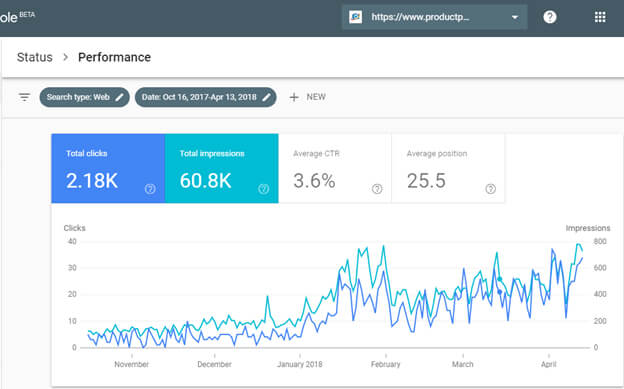 ole BETA
https://www.productp... ?
Status > Performance
Search type: Web Date: Oct 16, 2017-Apr 13, 2018 + NEW
Total clicks Total impressions Average CTR Average position
2.18K 60.8K 3.6% 25.5
? ? ? ?
Clicks Impressions
40 800
30 600
20 400
10 200
0 0
November December January 2018 February March April